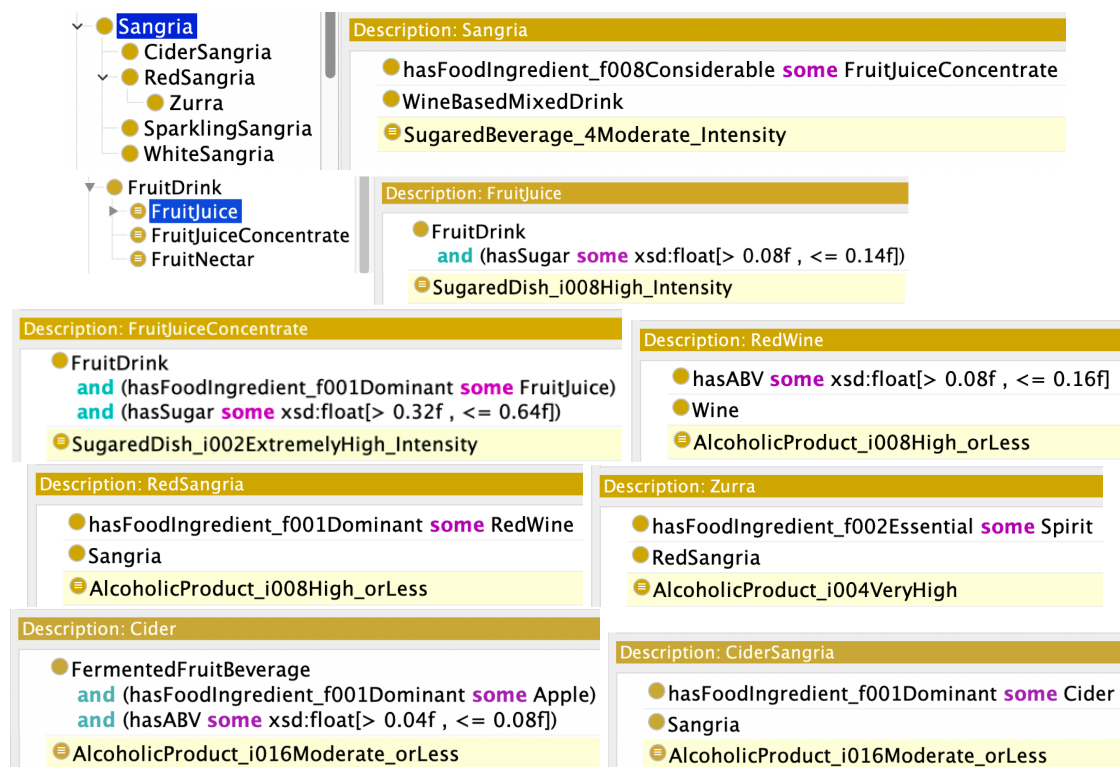 Sangria
CiderSangria
RedSangria
Zurra
SparklingSangria
WhiteSangria
Description: Sangria
hasFoodIngredient_f008Considerable some FruitJuiceConcentrate
WineBasedMixedDrink
SugaredBeverage_4Moderate_Intensity
FruitDrink
FruitJuice
FruitJuiceConcentrate
FruitNectar
Description: FruitJuice
FruitDrink
and (hasSugar some xsd:float[> 0.08f , <= 0.14f])
SugaredDish_i008High_Intensity
Description: FruitJuiceConcentrate
FruitDrink
and (hasFoodIngredient_f001Dominant some FruitJuice)
and (hasSugar some xsd:float[> 0.32f , <= 0.64f])
SugaredDish_i002ExtremelyHigh_Intensity
Description: RedWine
hasABV some xsd:float[> 0.08f , <= 0.16f]
Wine
AlcoholicProduct_i008High_orLess
Description: RedSangria
hasFoodIngredient_f001Dominant some RedWine
Sangria
AlcoholicProduct_i008High_orLess
Description: Zurra
hasFoodIngredient_f002Essential some Spirit
RedSangria
AlcoholicProduct_i004VeryHigh
Description: Cider
FermentedFruitBeverage
and (hasFoodIngredient_f001Dominant some Apple)
and (hasABV some xsd:float[> 0.04f , <= 0.08f])
AlcoholicProduct_i016Moderate_orLess
Description: CiderSangria
hasFoodIngredient_f001Dominant some Cider
Sangria
AlcoholicProduct_i016Moderate_orLess